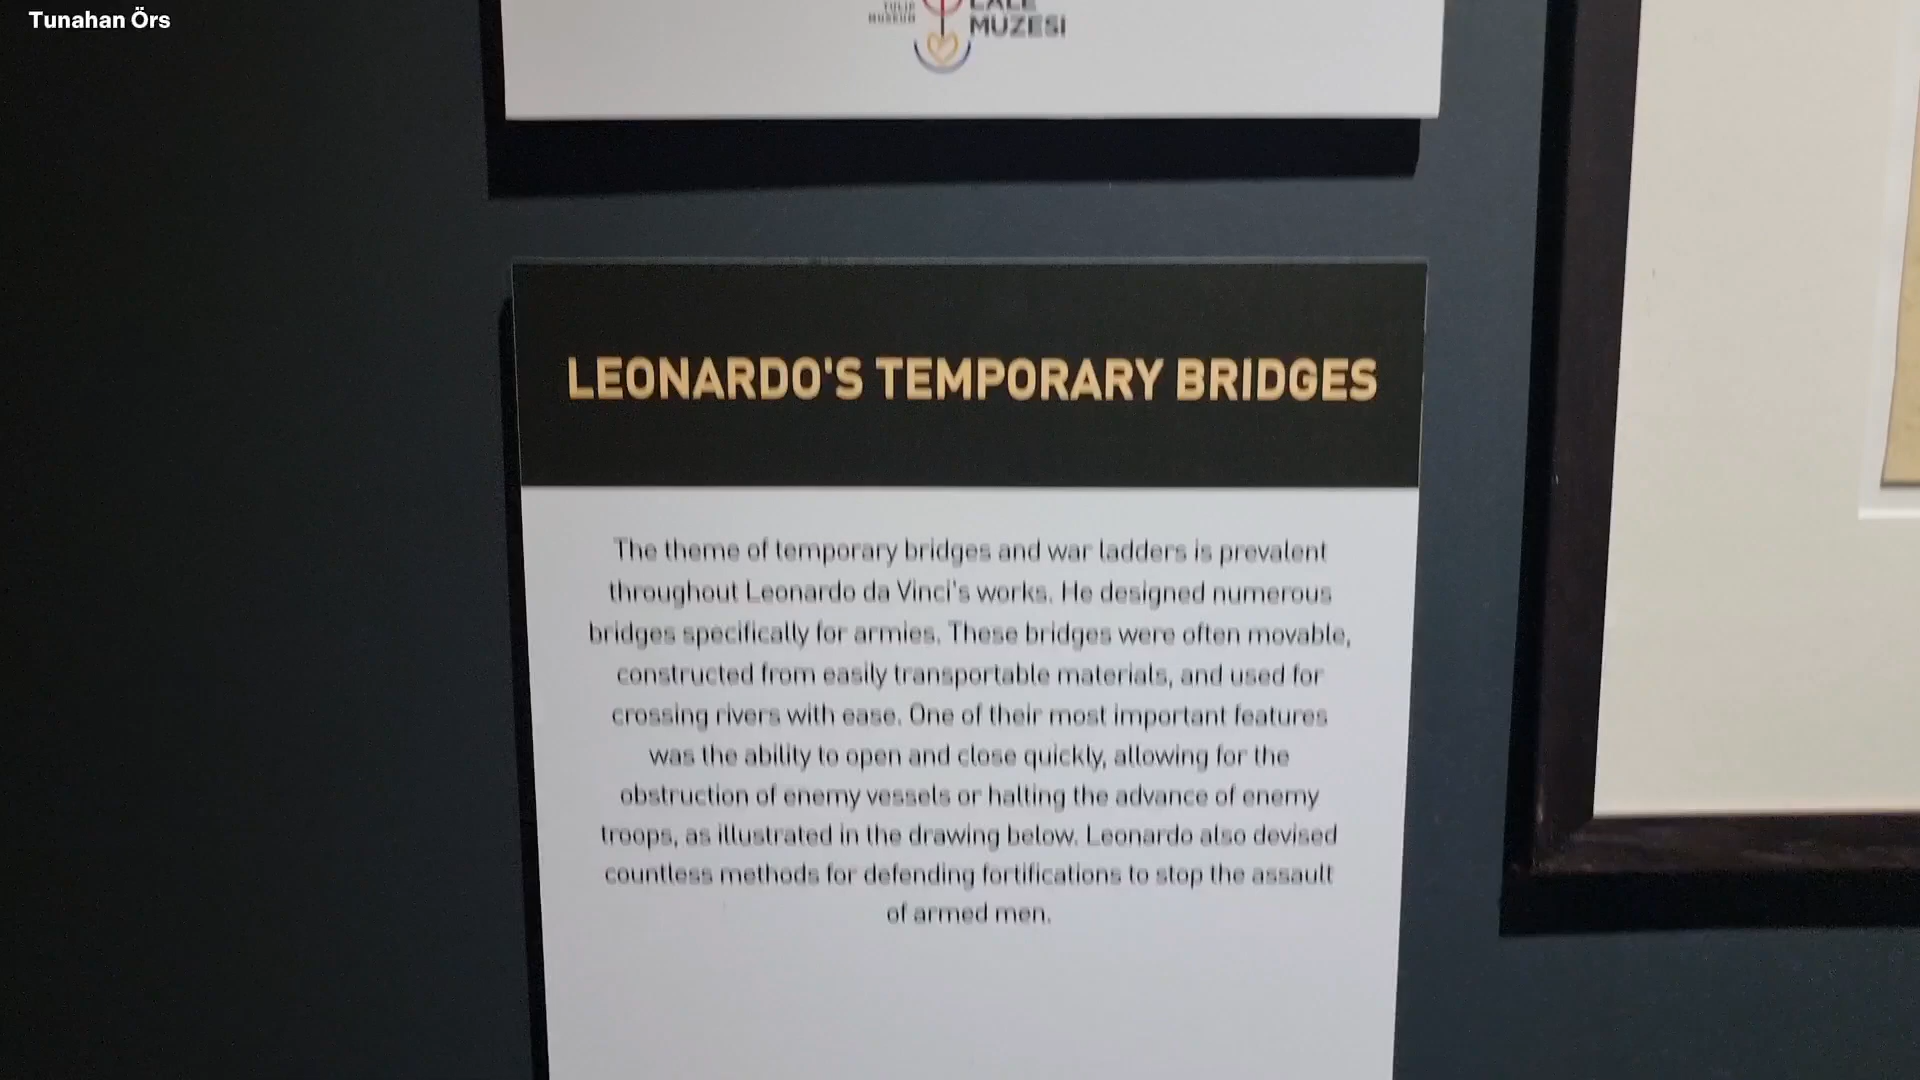 Tunahan Örs
TULIP
MUSEUM
LALE
MÜZESİ
LEONARDO'S TEMPORARY BRIDGES
The theme of temporary bridges and war ladders is prevalent
throughout Leonardo da Vinci's works. He designed numerous
bridges specifically for armies. These bridges were often movable,
constructed from easily transportable materials, and used for
crossing rivers with ease. One of their most important features
was the ability to open and close quickly, allowing for the
obstruction of enemy vessels or halting the advance of enemy
troops, as illustrated in the drawing below. Leonardo also devised
countless methods for defending fortifications to stop the assault
of armed men.